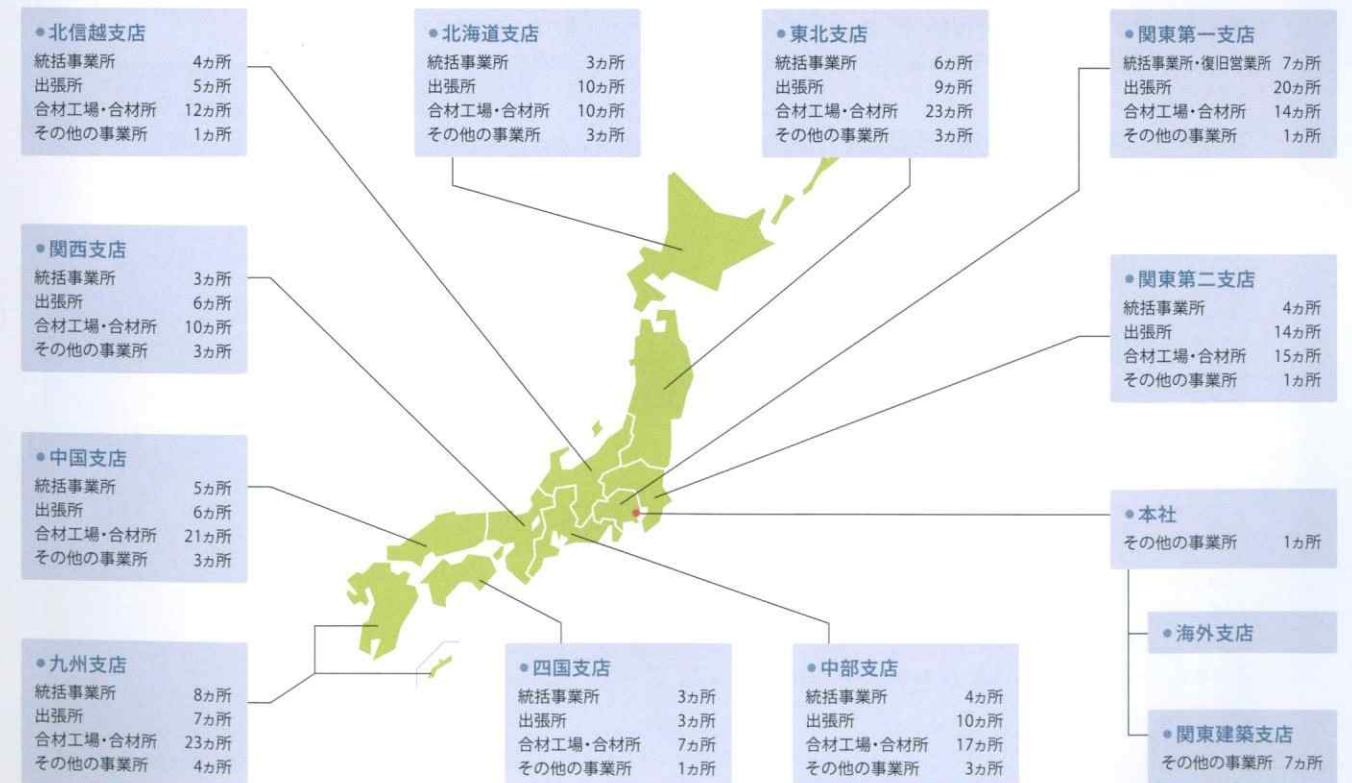 ●北信越支店
統括事業所 4ヵ所
出張所 5ヵ所
合材工場・合材所 12ヵ所
その他の事業所 1ヵ所
●北海道支店
統括事業所 3ヵ所
出張所 10ヵ所
合材工場・合材所 10ヵ所
その他の事業所 3ヵ所
●東北支店
統括事業所 6ヵ所
出張所 9ヵ所
合材工場・合材所 23ヵ所
その他の事業所 3ヵ所
●関東第一支店
統括事業所・復旧営業所 7ヵ所
出張所 20ヵ所
合材工場・合材所 14ヵ所
その他の事業所 1ヵ所
●関西支店
統括事業所 3ヵ所
出張所 6ヵ所
合材工場・合材所 10ヵ所
その他の事業所 3ヵ所
●関東第二支店
統括事業所 4ヵ所
出張所 14ヵ所
合材工場・合材所 15ヵ所
その他の事業所 1ヵ所
●中国支店
統括事業所 5ヵ所
出張所 6ヵ所
合材工場・合材所 21ヵ所
その他の事業所 3ヵ所
●本社
その他の事業所 1ヵ所
●海外支店
●九州支店
統括事業所 8ヵ所
出張所 7ヵ所
合材工場・合材所 23ヵ所
その他の事業所 4ヵ所
●四国支店
統括事業所 3ヵ所
出張所 3ヵ所
合材工場・合材所 7ヵ所
その他の事業所 1ヵ所
●中部支店
統括事業所 4ヵ所
出張所 10ヵ所
合材工場・合材所 17ヵ所
その他の事業所 3ヵ所
●関東建築支店
その他の事業所 7ヵ所